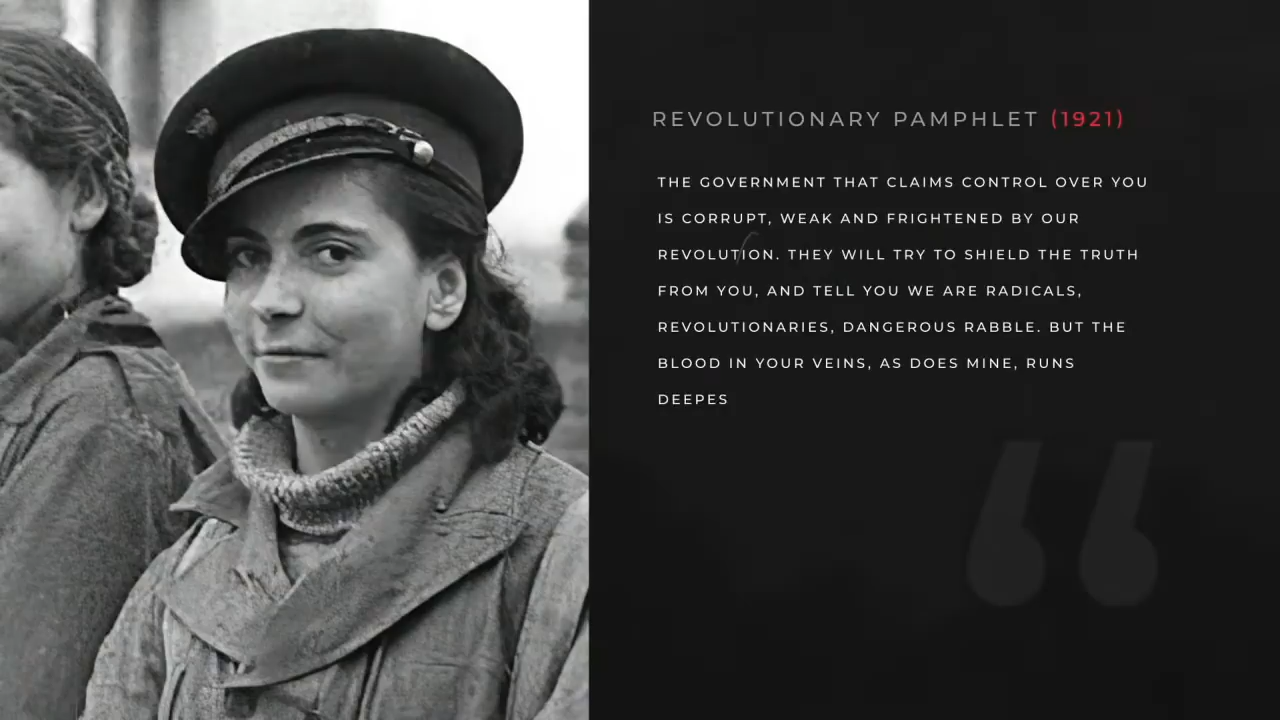 REVOLUTIONARY PAMPHLET (1921)
THE GOVERNMENT THAT CLAIMS CONTROL OVER YOU
IS CORRUPT, WEAK AND FRIGHTENED BY OUR
REVOLUTION. THEY WILL TRY TO SHIELD THE TRUTH
FROM YOU, AND TELL YOU WE ARE RADICALS,
REVOLUTIONARIES, DANGEROUS RABBLE. BUT THE
BLOOD IN YOUR VEINS, AS DOES MINE, RUNS
DEEPES